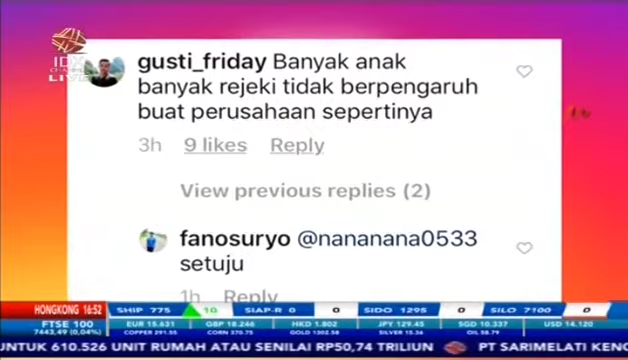 IDX
CHANNEL
LIVE
gusti_friday Banyak anak
banyak rejeki tidak berpengaruh
buat perusahaan sepertinya
3h 9 likes Reply
View previous replies (2)
fanosuryo @nananana0533
setuju
1h Reply
HONGKONG 16:52 SHIP 775 10 SIAP-R 0 0 SIDO 1295 0 SILO 7100 0
FTSE 100 EUR 15.631 GBP 18.246 HKD 1.802 JPY 129.45 SGD 10.337 USD 14.120
7443.49 (0,04%) COPPER 291.55 CORN 370.75 GOLD 1302.58 SILVER 15.36 OIL 58.79
UNTUK 610.526 UNIT RUMAH ATAU SENILAI RP50,74 TRILIUN PT SARIMELATI KENC